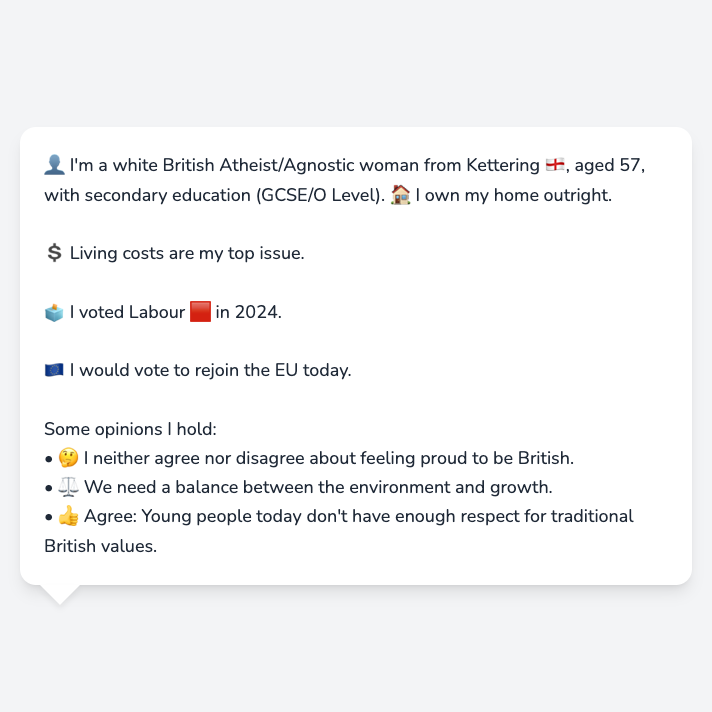 👤 I'm a white British Atheist/Agnostic woman from Kettering 🏴󠁧󠁢󠁥󠁮󠁧󠁿, aged 57,
with secondary education (GCSE/O Level). 🏠 I own my home outright.
💲 Living costs are my top issue.
🗳️ I voted Labour 🟥 in 2024.
🇪🇺 I would vote to rejoin the EU today.
Some opinions I hold:
• 🤔 I neither agree nor disagree about feeling proud to be British.
• ⚖️ We need a balance between the environment and growth.
• 👍 Agree: Young people today don't have enough respect for traditional
British values.